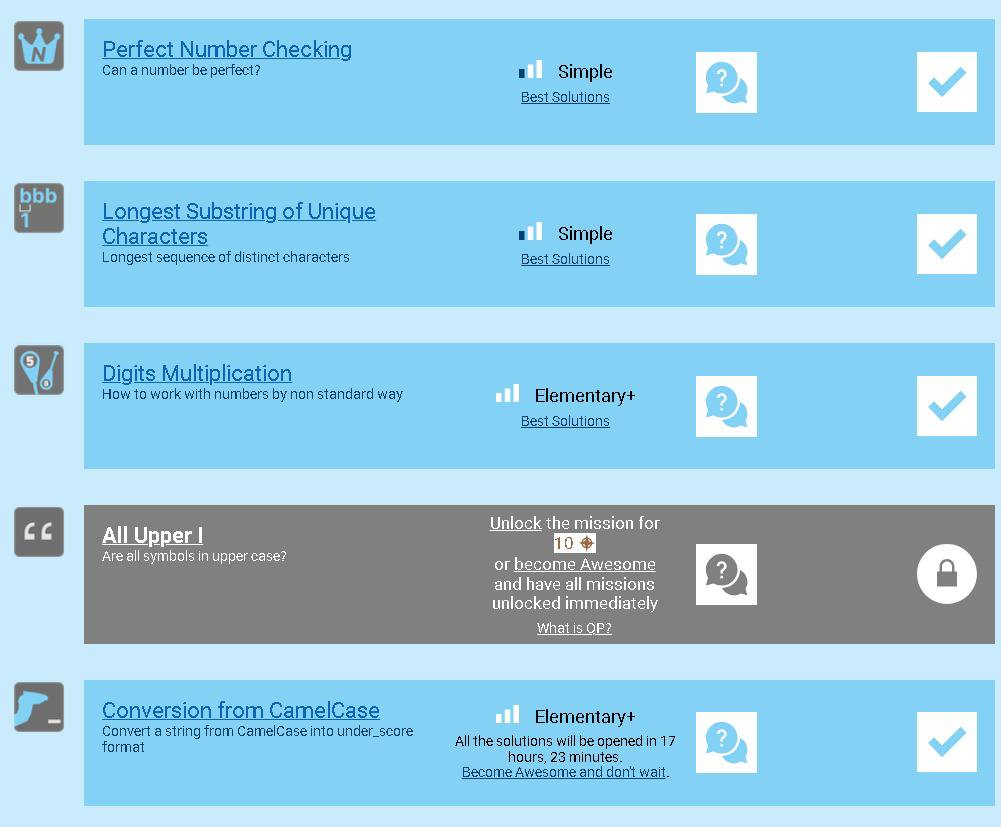 N
Perfect Number Checking
Can a number be perfect?
Simple
Best Solutions
?
bbb
1
Longest Substring of Unique
Characters
Longest sequence of distinct characters
Simple
Best Solutions
?
5
8
Digits Multiplication
How to work with numbers by non standard way
Elementary+
Best Solutions
?
“
All Upper I
Are all symbols in upper case?
Unlock the mission for
10
or become Awesome
and have all missions
unlocked immediately
What is QP?
?
Conversion from CamelCase
Convert a string from CamelCase into under_score
format
Elementary+
All the solutions will be opened in 17
hours, 23 minutes.
Become Awesome and don't wait.
?